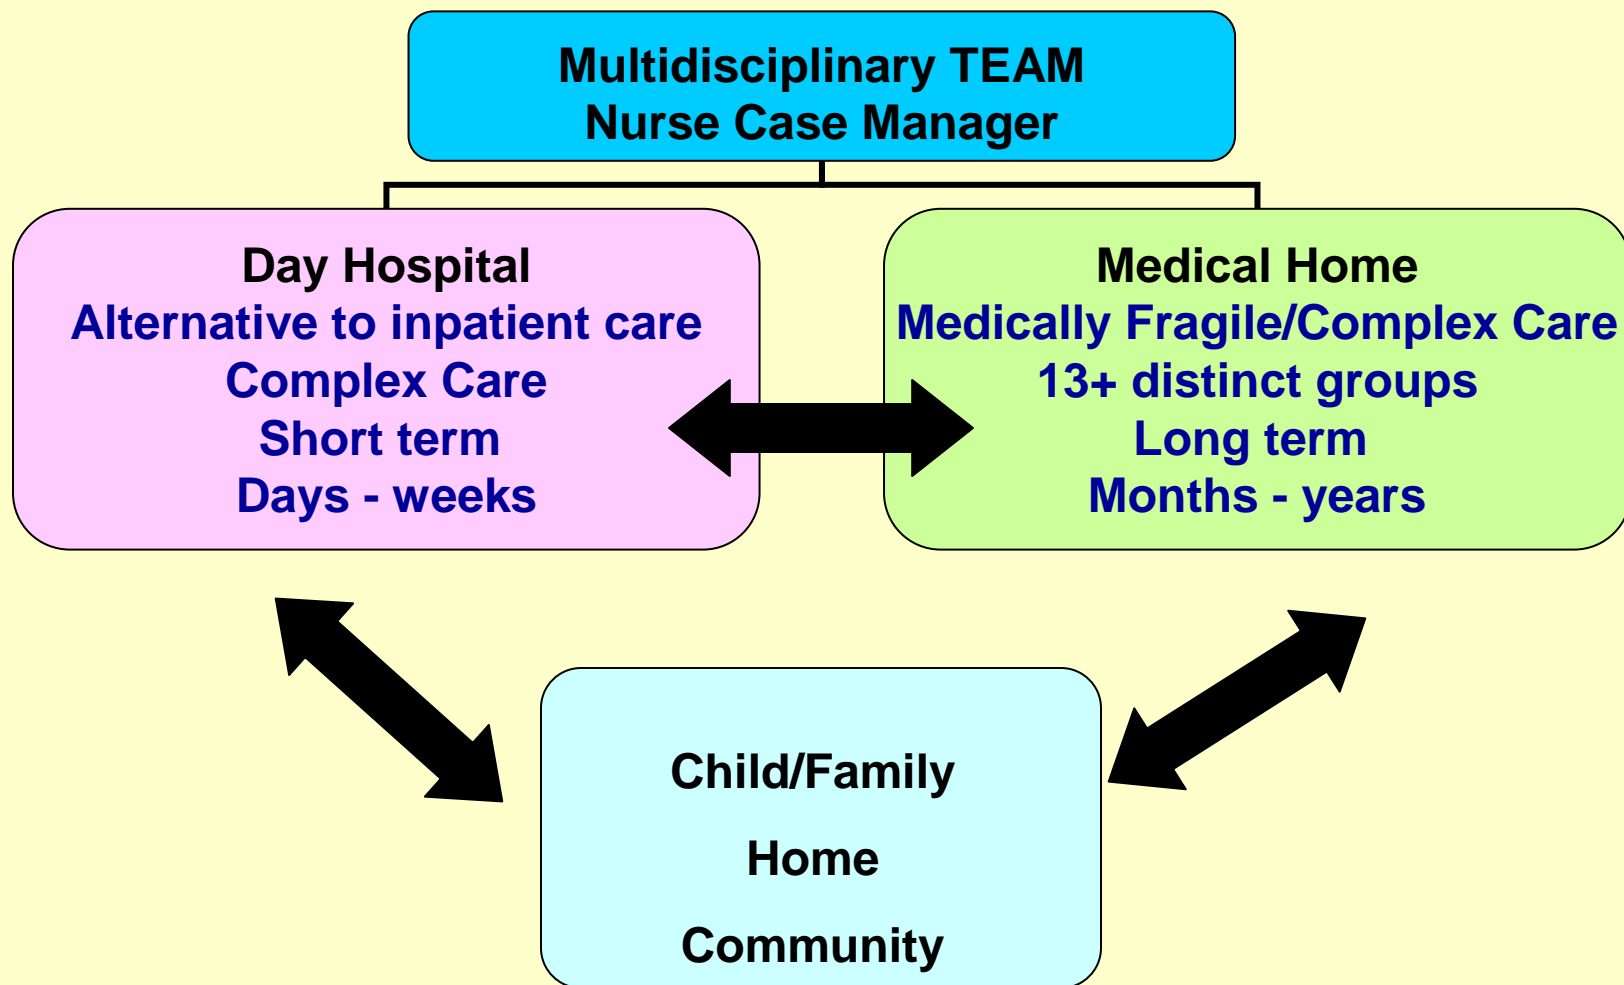 Multidisciplinary TEAM
Nurse Case Manager
Day Hospital
Alternative to inpatient care
Complex Care
Short term
Days - weeks
Medical Home
Medically Fragile/Complex Care
13+ distinct groups
Long term
Months - years
Child/Family
Home
Community